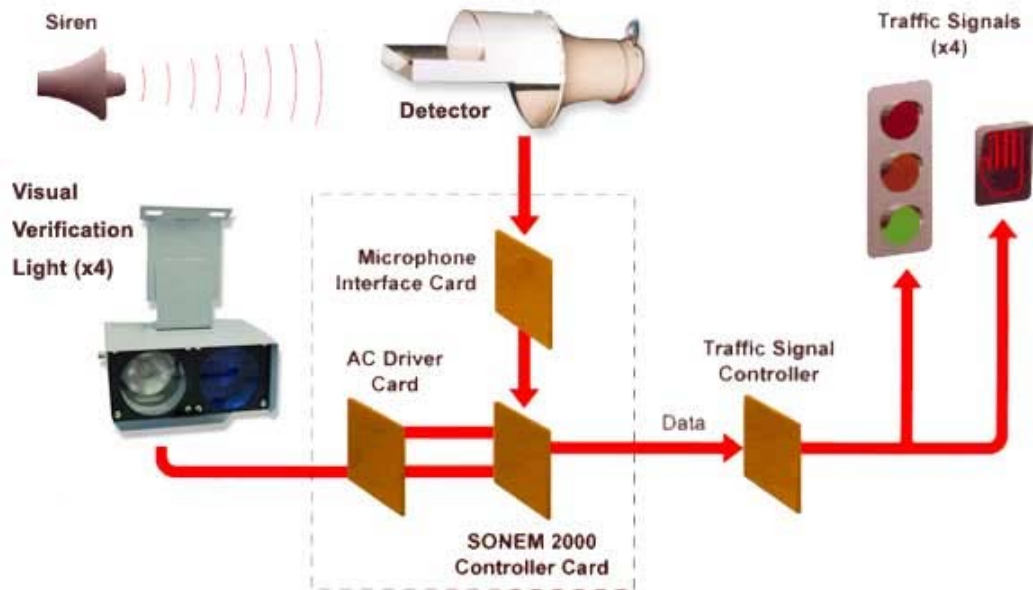 Siren
Traffic Signals
(x4)
Detector
Visual
Verification
Light (x4)
Microphone
Interface Card
AC Driver
Card
Traffic Signal
Controller
Data
SONEM 2000
Controller Card